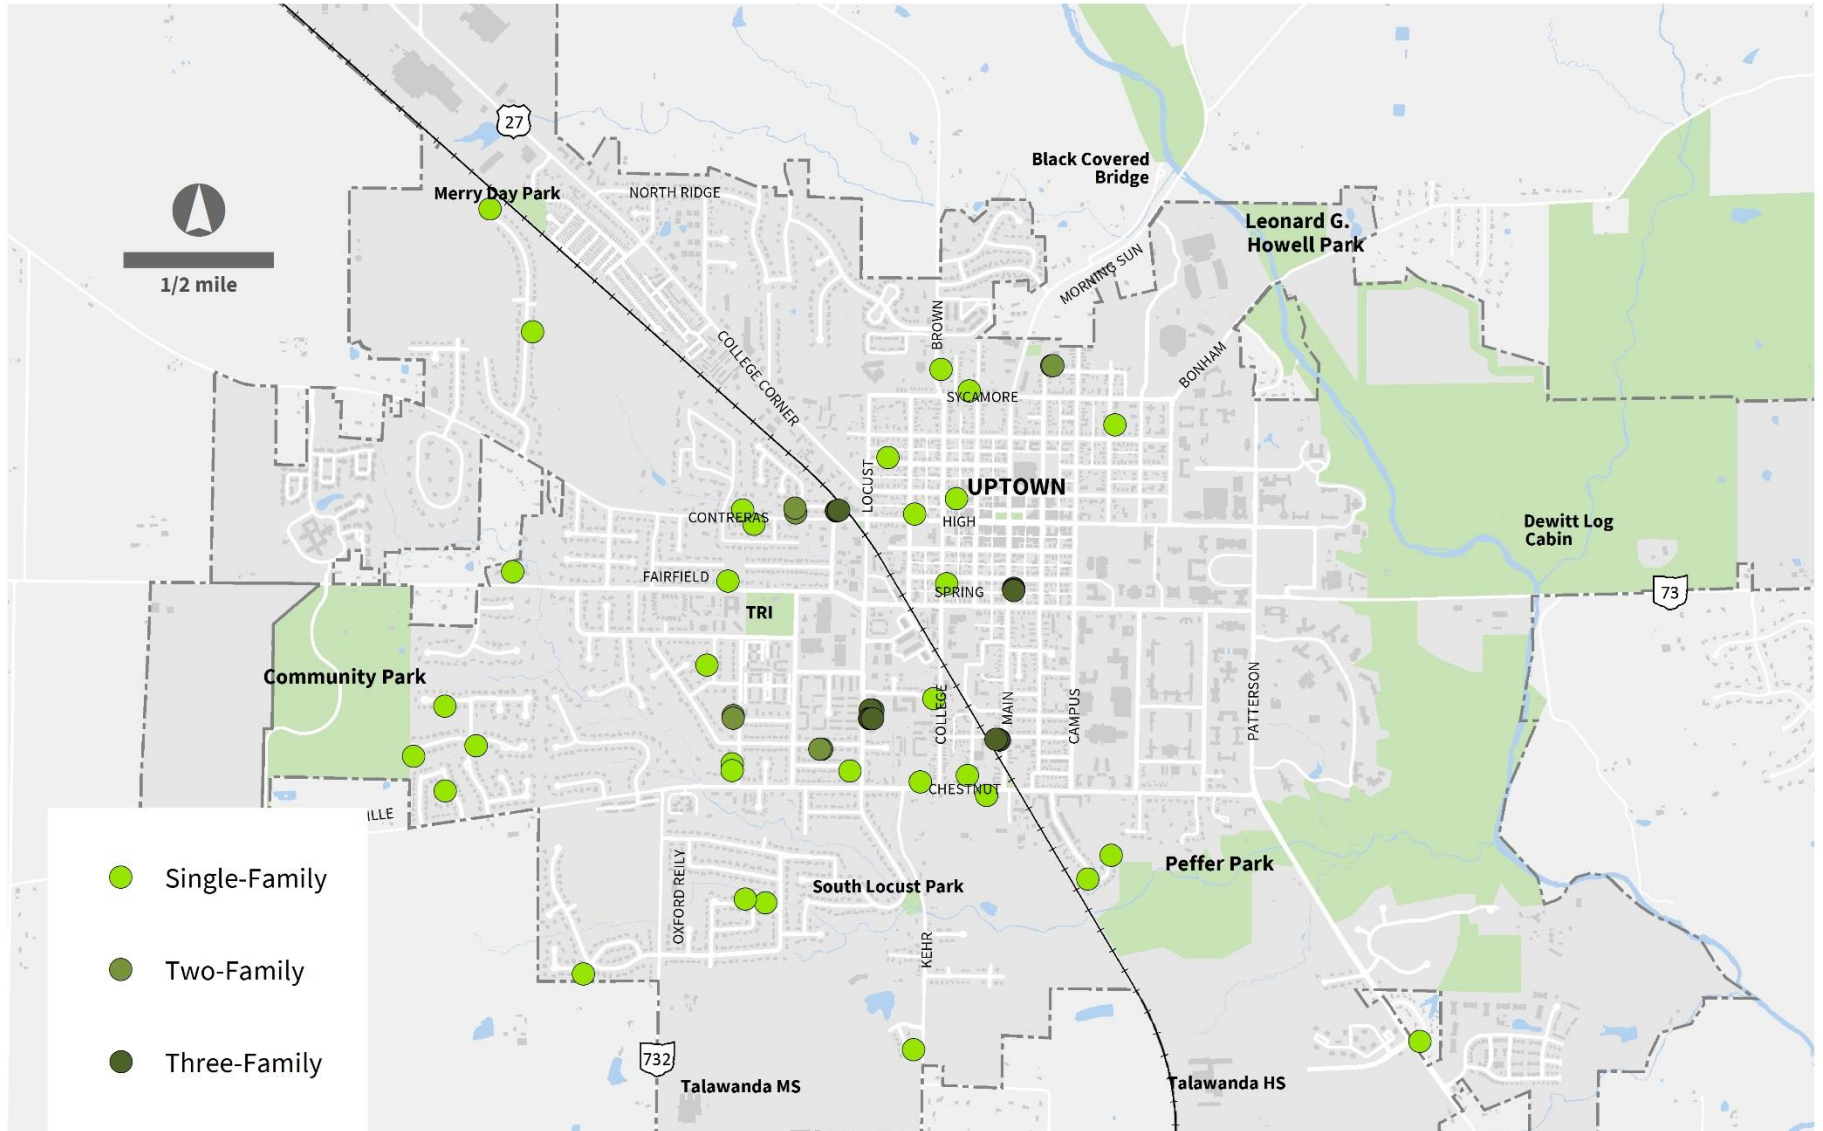 27
Black Covered
Bridge
Merry Day Park
NORTH RIDGE
Leonard G.
Howell Park
MORNING SUN
1/2 mile
BROWN
COLLEGE CORNER
BONHAM
SYCAMORE
LOCUST
UPTOWN
CONTRERAS
HIGH
Dewitt Log
Cabin
FAIRFIELD
SPRING
73
TRI
Community Park
COLLEGE
MAIN
CAMPUS
PATTERSON
CHESTNUT
ILLE
Peffer Park
Single-Family
OXFORD REILY
South Locust Park
KEHR
Two-Family
732
Three-Family
Talawanda MS
Talawanda HS